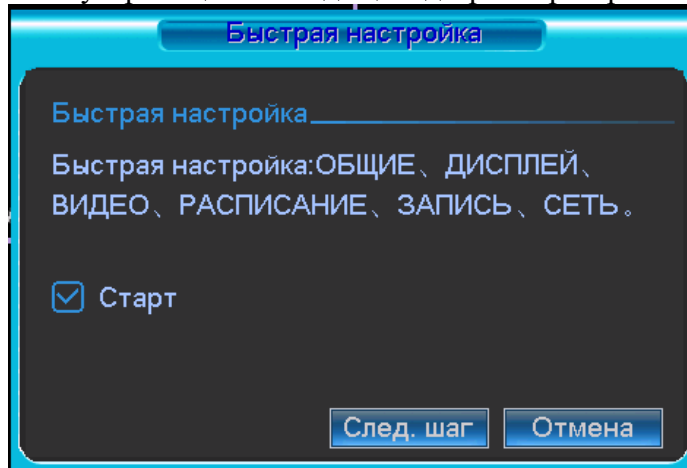 Быстрая настройка
Быстрая настройка
Быстрая настройка:ОБЩИЕ、ДИСПЛЕЙ、
ВИДЕО、РАСПИСАНИЕ、ЗАПИСЬ、СЕТЬ。
Старт
След. шаг Отмена